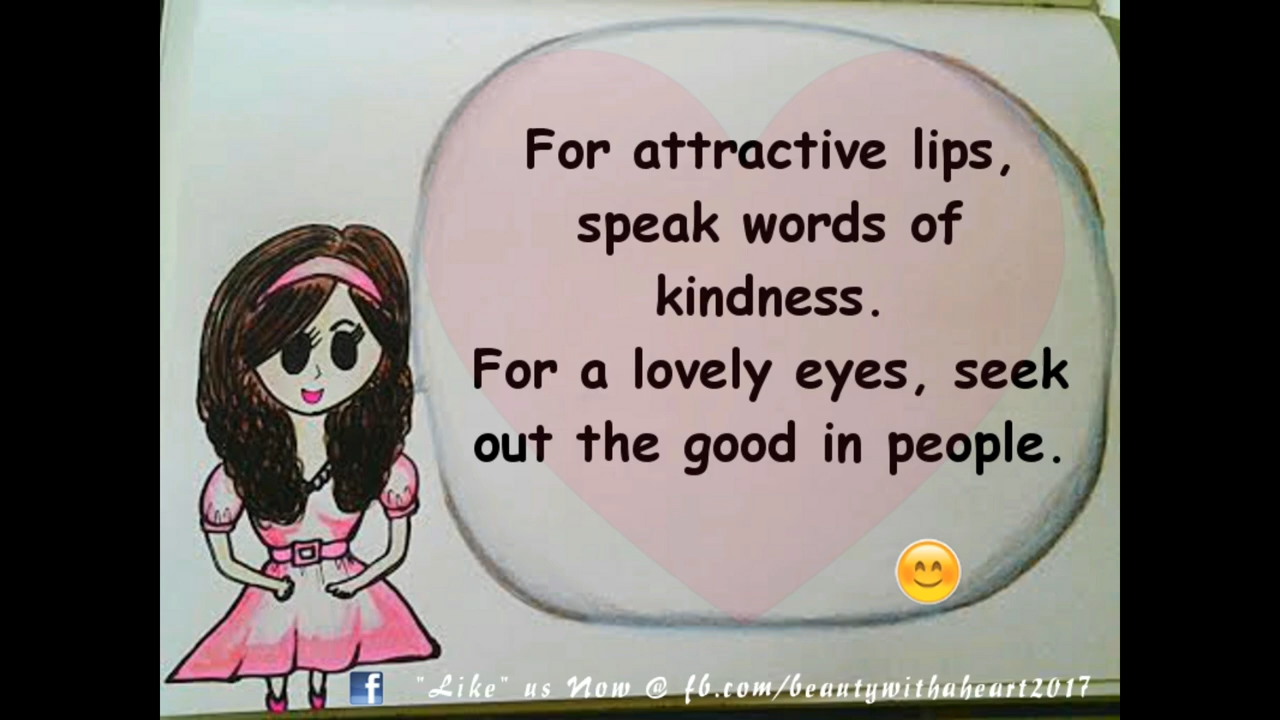 For attractive lips,
speak words of
kindness.
For a lovely eyes, seek
out the good in people.
"Like" us Now @ fb.com/beautywithaheart2017